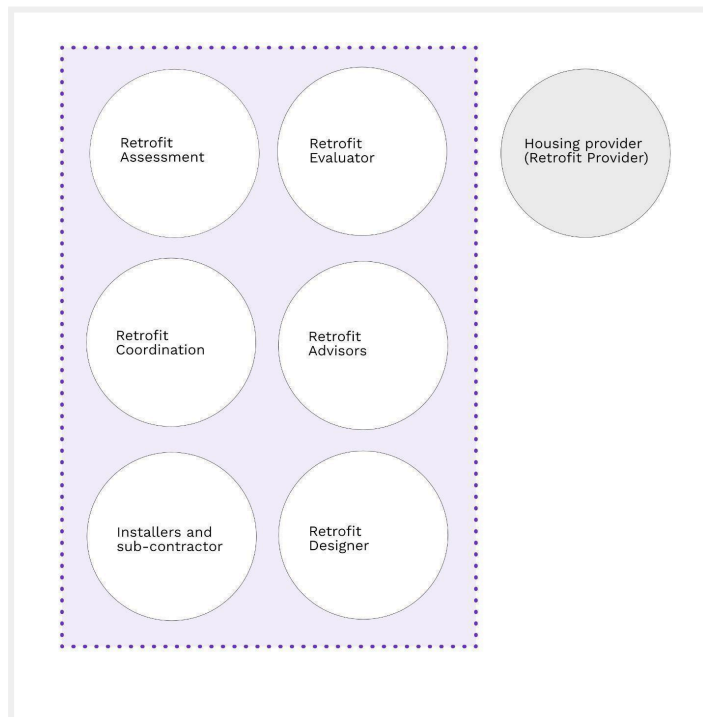 Retrofit
Assessment
Retrofit
Evaluator
Housing provider
(Retrofit Provider)
Retrofit
Coordination
Retrofit
Advisors
Installers and
sub-contractor
Retrofit
Designer